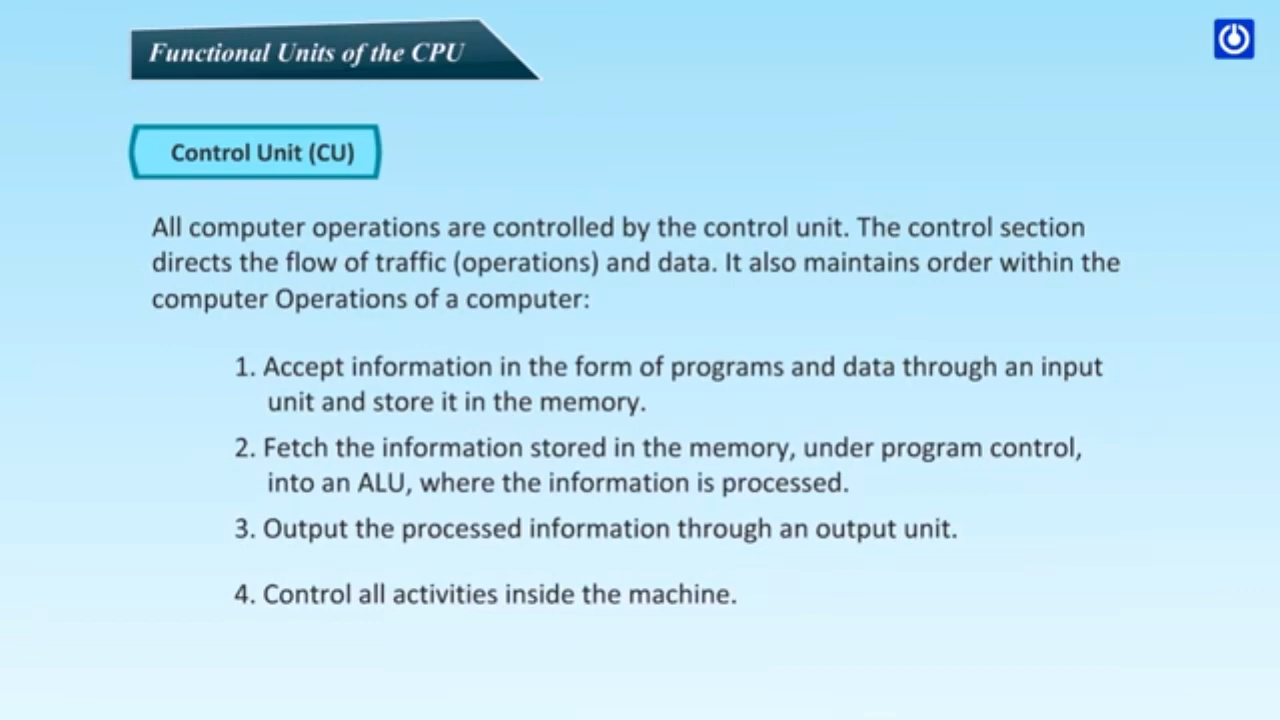 Functional Units of the CPU
Control Unit (CU)
All computer operations are controlled by the control unit. The control section
directs the flow of traffic (operations) and data. It also maintains order within the
computer Operations of a computer:
1. Accept information in the form of programs and data through an input
unit and store it in the memory.
2. Fetch the information stored in the memory, under program control,
into an ALU, where the information is processed.
3. Output the processed information through an output unit.
4. Control all activities inside the machine.